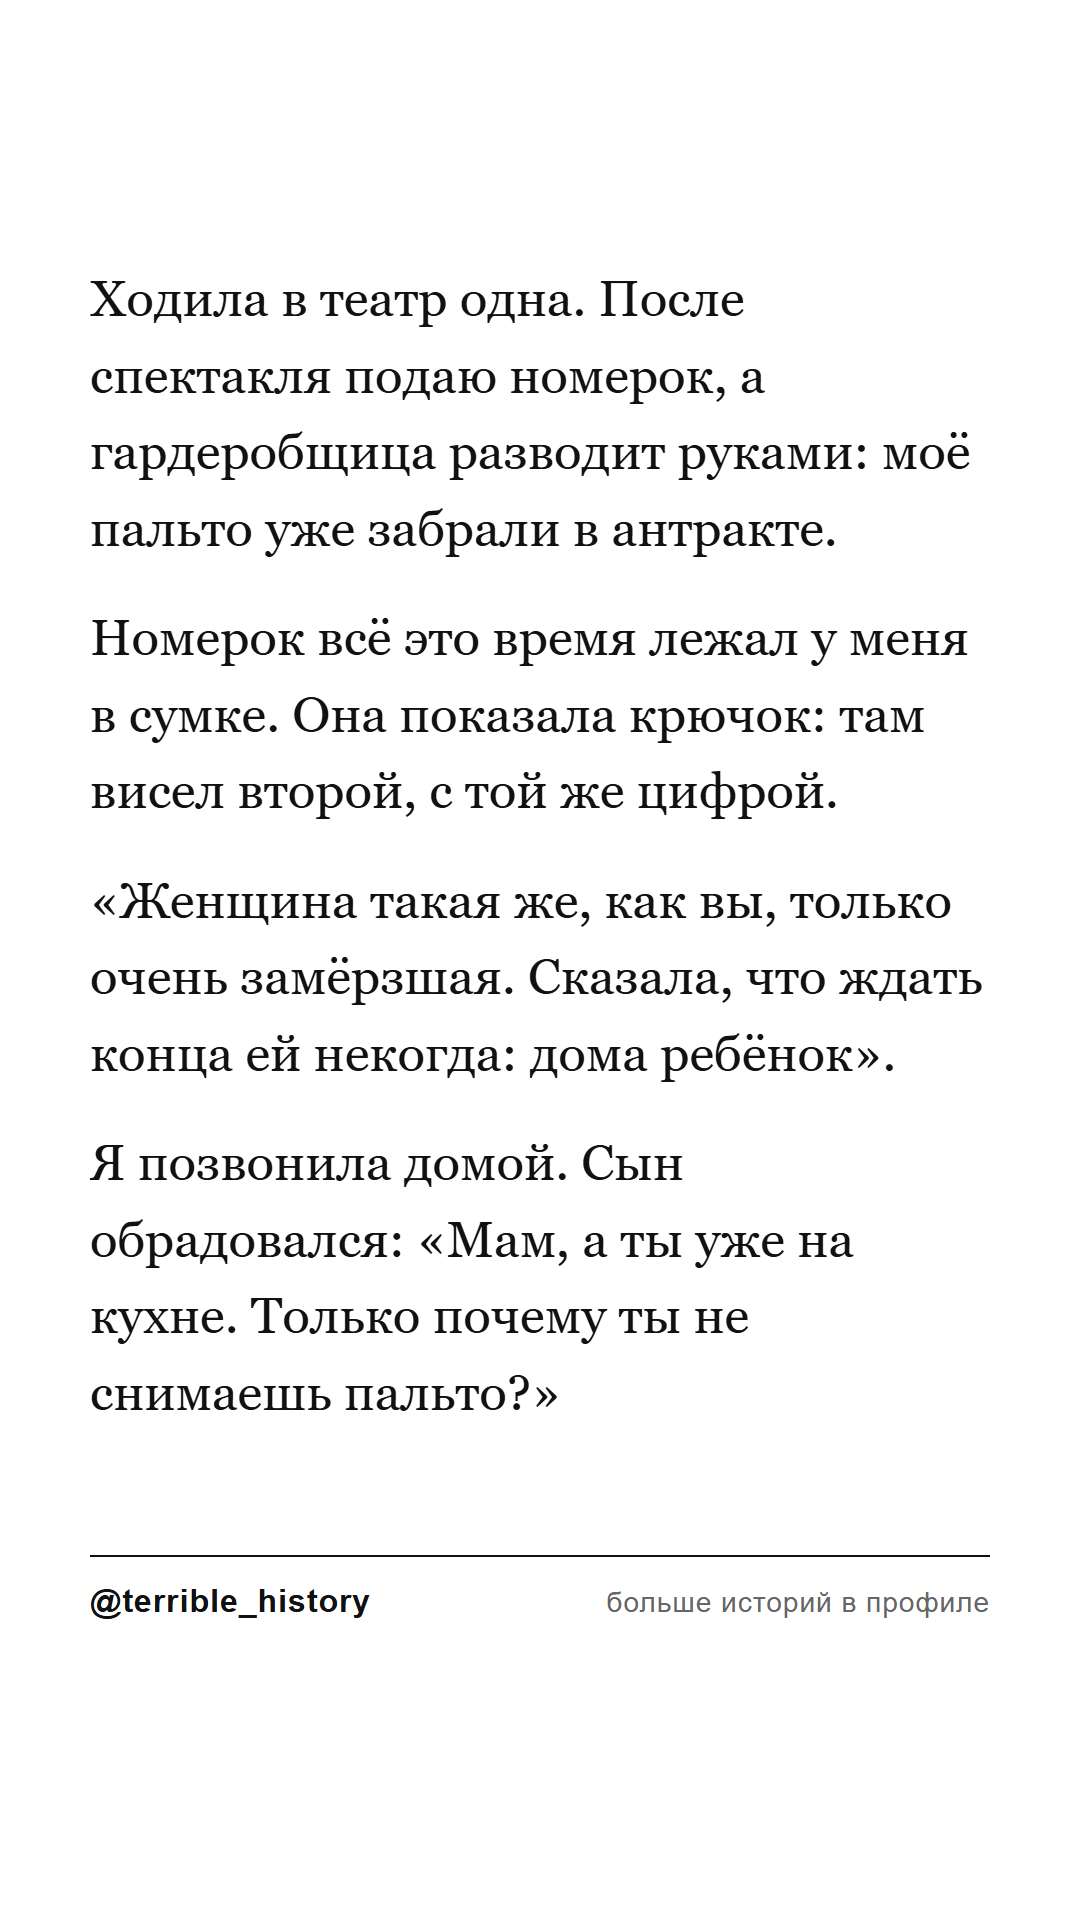 Ходила в театр одна. После
спектакля подаю номерок, а
гардеробщица разводит руками: моё
пальто уже забрали в антракте.
Номерок всё это время лежал у меня
в сумке. Она показала крючок: там
висел второй, с той же цифрой.
«Женщина такая же, как вы, только
очень замёрзшая. Сказала, что ждать
конца ей некогда: дома ребёнок».
Я позвонила домой. Сын
обрадовался: «Мам, а ты уже на
кухне. Только почему ты не
снимаешь пальто?»
@terrible_history
больше историй в профиле